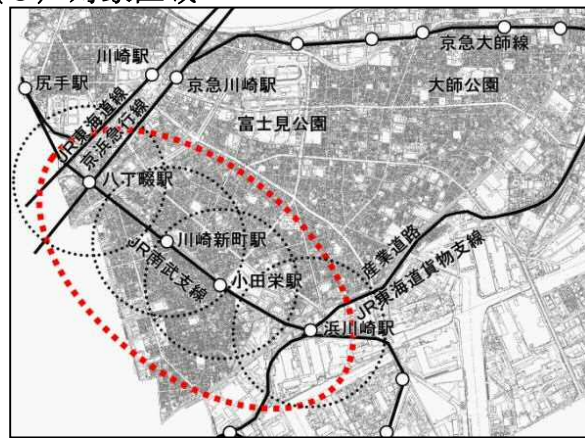 川崎駅
京急大師線
尻手駅
京急川崎駅
大師公園
JR東海道線
京浜急行線
富士見公園
八丁畷駅
川崎新町駅
産業道路
JR南武支線
小田栄駅
JR東海道貨物支線
浜川崎駅